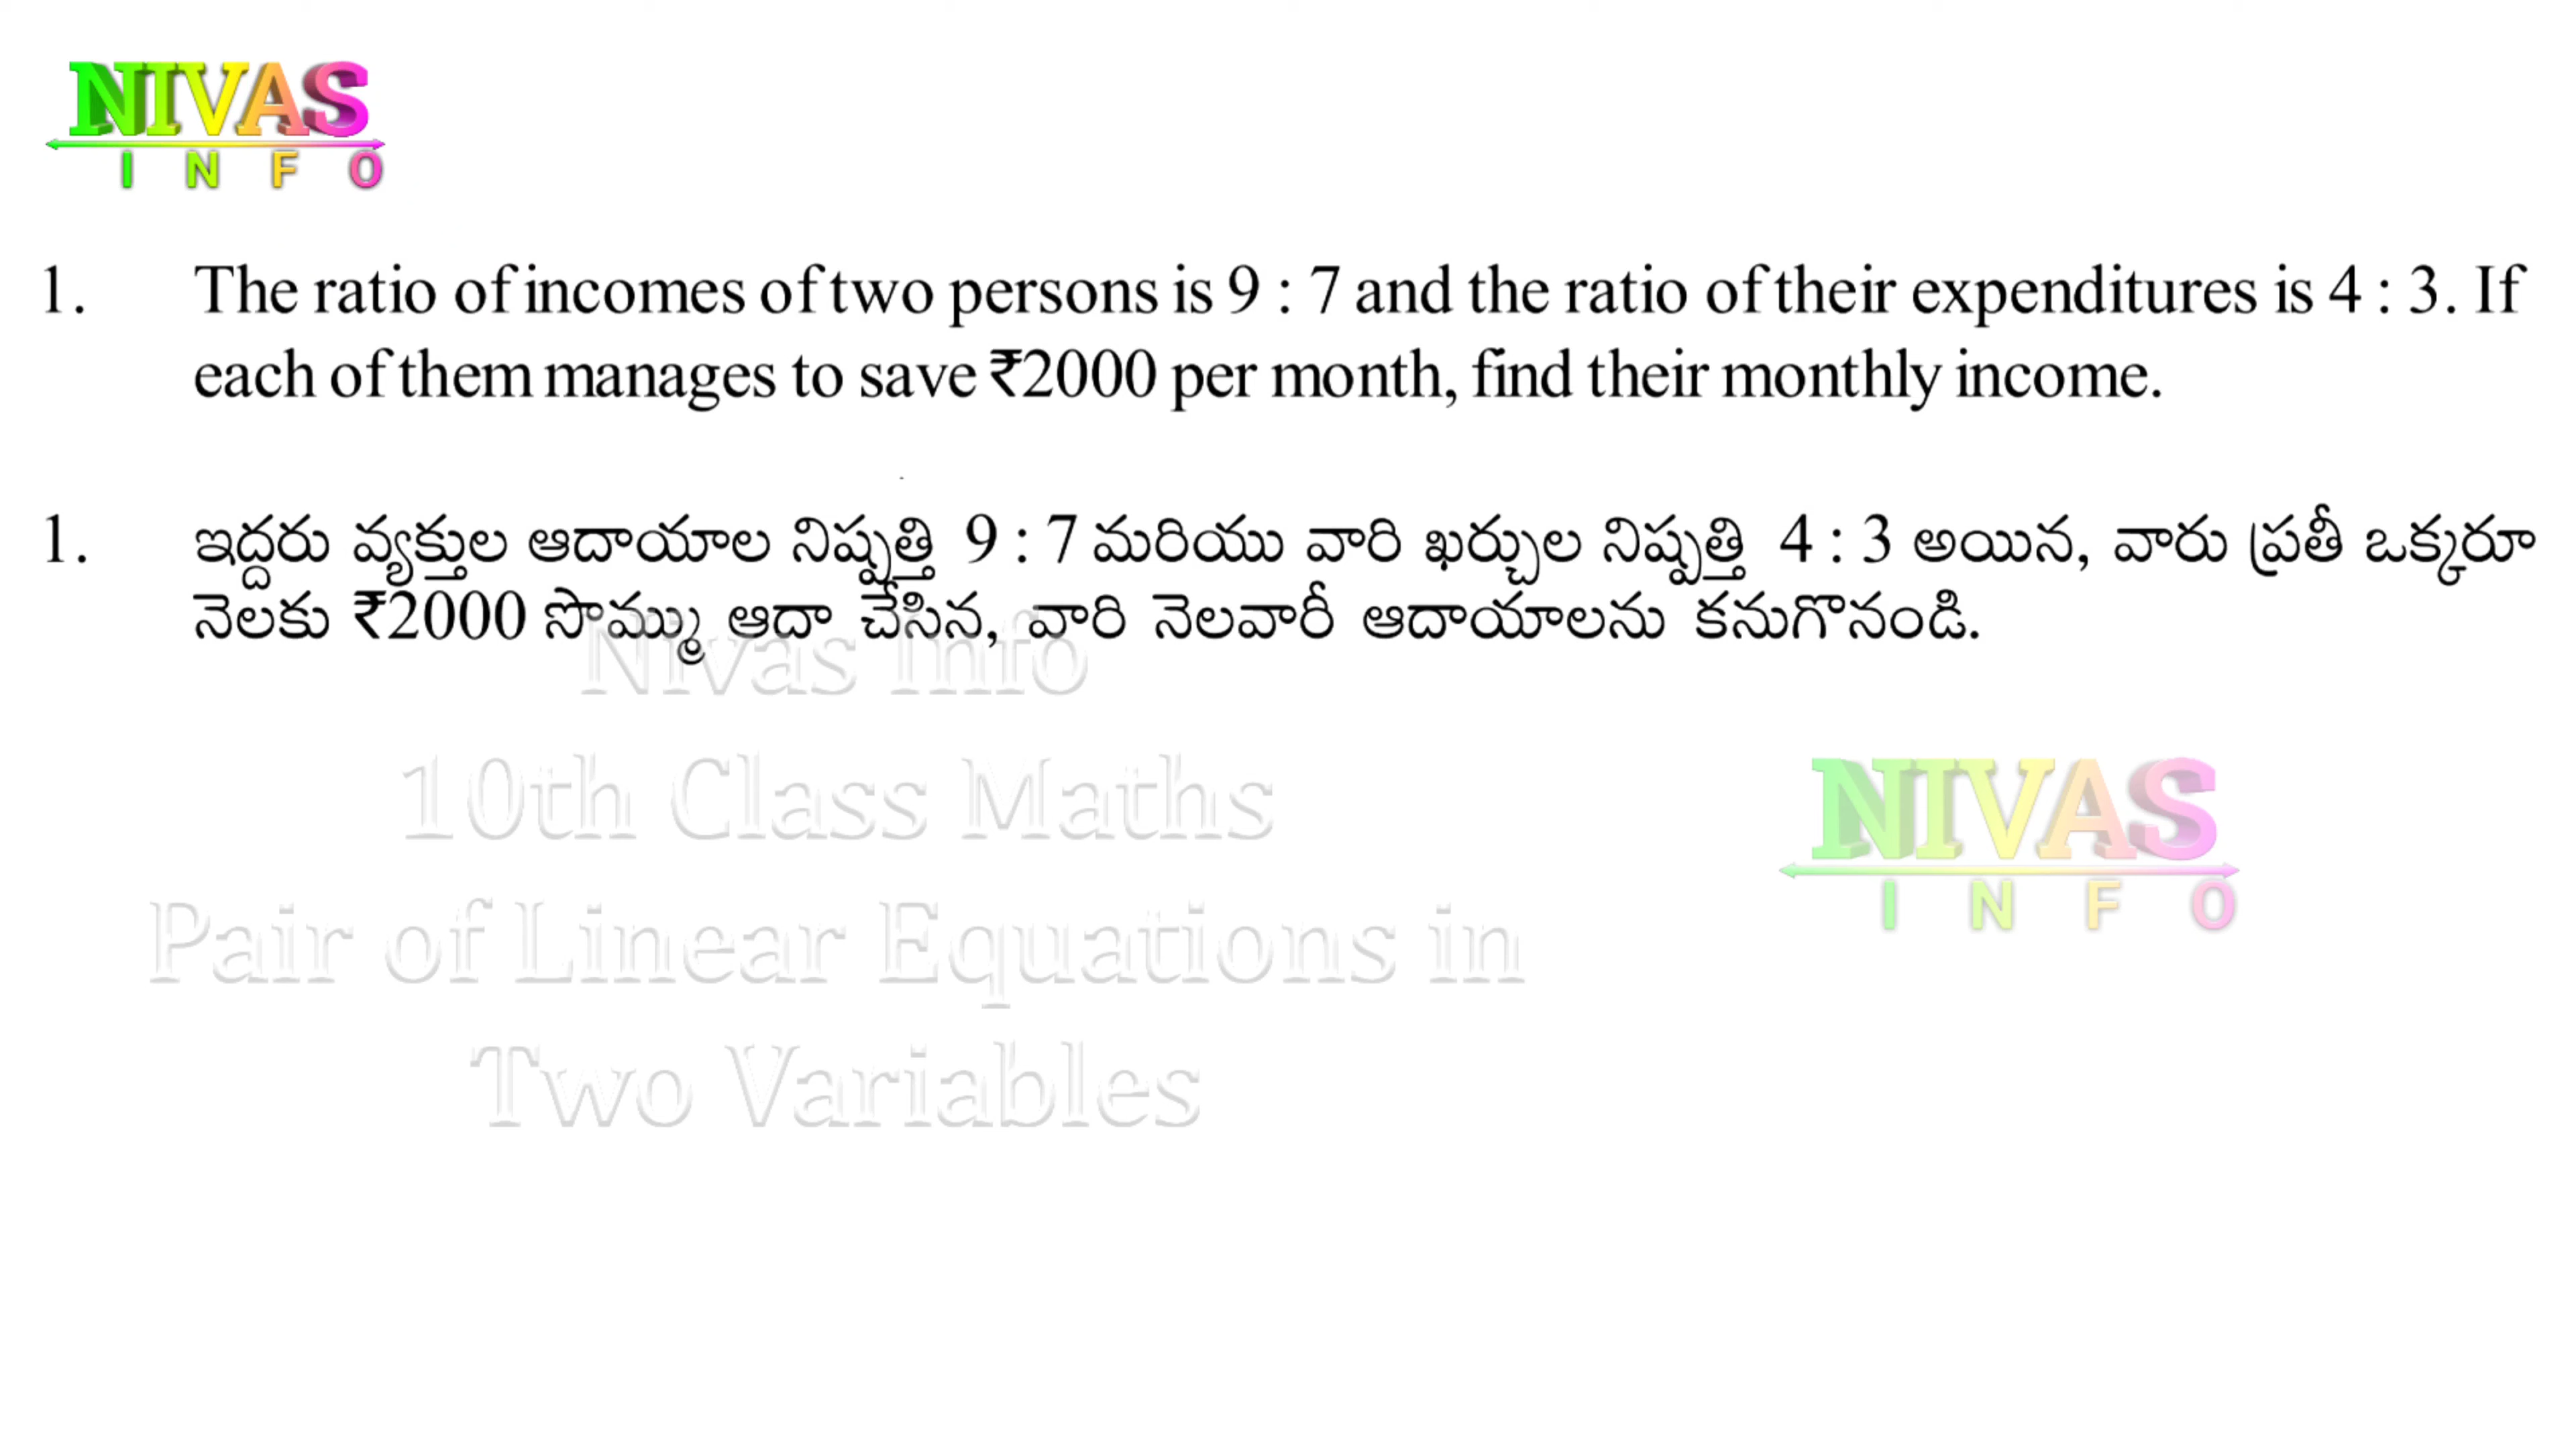 NIVAS
I N F O
1. The ratio of incomes of two persons is 9 : 7 and the ratio of their expenditures is 4 : 3. If
each of them manages to save ₹2000 per month, find their monthly income.
1. ఇద్దరు వ్యక్తుల ఆదాయాల నిష్పత్తి 9 : 7 మరియు వారి ఖర్చుల నిష్పత్తి 4 : 3 అయిన, వారు ప్రతీ ఒక్కరూ
నెలకు ₹2000 సొమ్ము ఆదా చేసిన, వారి నెలవారీ ఆదాయాలను కనుగొనండి.
Nivas Info
10th Class Maths
Pair of Linear Equations in
Two Variables
NIVAS
I N F O